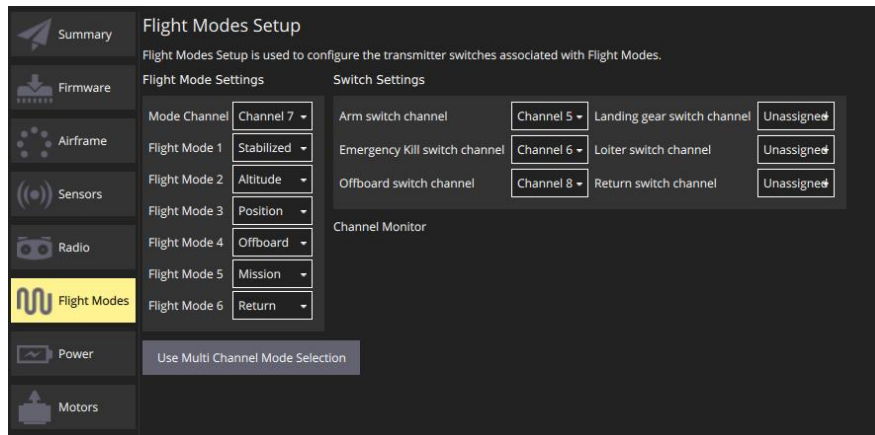 Summary
Firmware
Airframe
Sensors
Radio
Flight Modes
Power
Motors
Flight Modes Setup
Flight Modes Setup is used to configure the transmitter switches associated with Flight Modes.
Flight Mode Settings
Mode Channel Channel 7
Flight Mode 1 Stabilized
Flight Mode 2 Altitude
Flight Mode 3 Position
Flight Mode 4 Offboard
Flight Mode 5 Mission
Flight Mode 6 Return
Use Multi Channel Mode Selection
Switch Settings
Arm switch channel Channel 5 Landing gear switch channel Unassigned
Emergency Kill switch channel Channel 6 Loiter switch channel Unassigned
Offboard switch channel Channel 8 Return switch channel Unassigned
Channel Monitor